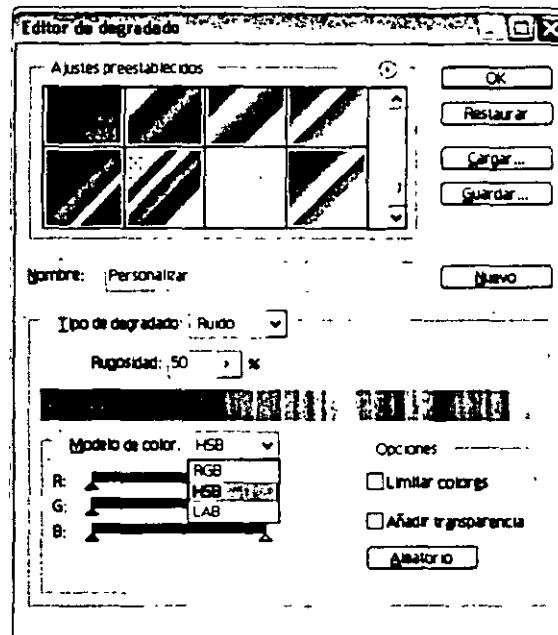 Editor de degradado
Ajustes preestablecidos
OK
Restaurar
Cargar...
Guardar...
Nombre: Personalizar
Nuevo
Tipo de degradado: Ruido
Rugosidad: 50 %
Modelo de color: HSB
RGB
HSB
LAB
R:
G:
B:
Opciones
Limitar colores
Añadir transparencia
Aleatorio